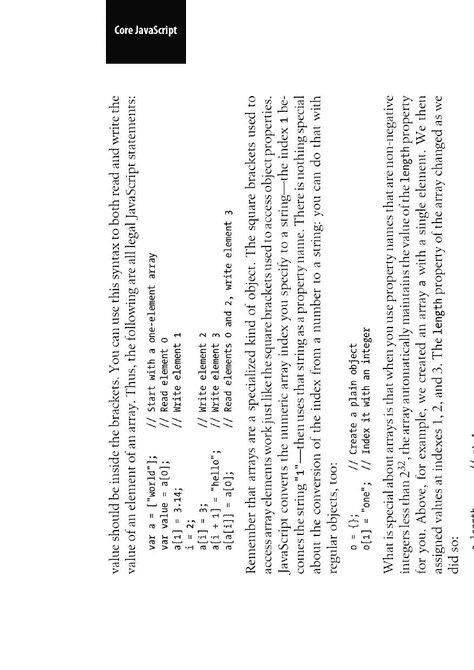 Core JavaScript
value should be inside the brackets. You can use this syntax to both read and write the
value of an element of an array. Thus, the following are all legal JavaScript statements:
var a = ["world"]; // Start with a one-element array
var value = a[0]; // Read element 0
a[1] = 3.14; // Write element 1
i = 2;
a[i] = 3; // Write element 2
a[i + 1] = "hello"; // Write element 3
a[a[i]] = a[0]; // Read elements 0 and 2, write element 3
Remember that arrays are a specialized kind of object. The square brackets used to
access array elements work just like the square brackets used to access object properties.
JavaScript converts the numeric array index you specify to a string—the index 1 be-
comes the string "1"—then uses that string as a property name. There is nothing special
about the conversion of the index from a number to a string: you can do that with
regular objects, too:
o = {}; // Create a plain object
o[1] = "one"; // Index it with an integer
What is special about arrays is that when you use property names that are non-negative
integers less than 2³², the array automatically maintains the value of the length property
for you. Above, for example, we created an array a with a single element. We then
assigned values at indexes 1, 2, and 3. The length property of the array changed as we
did so: